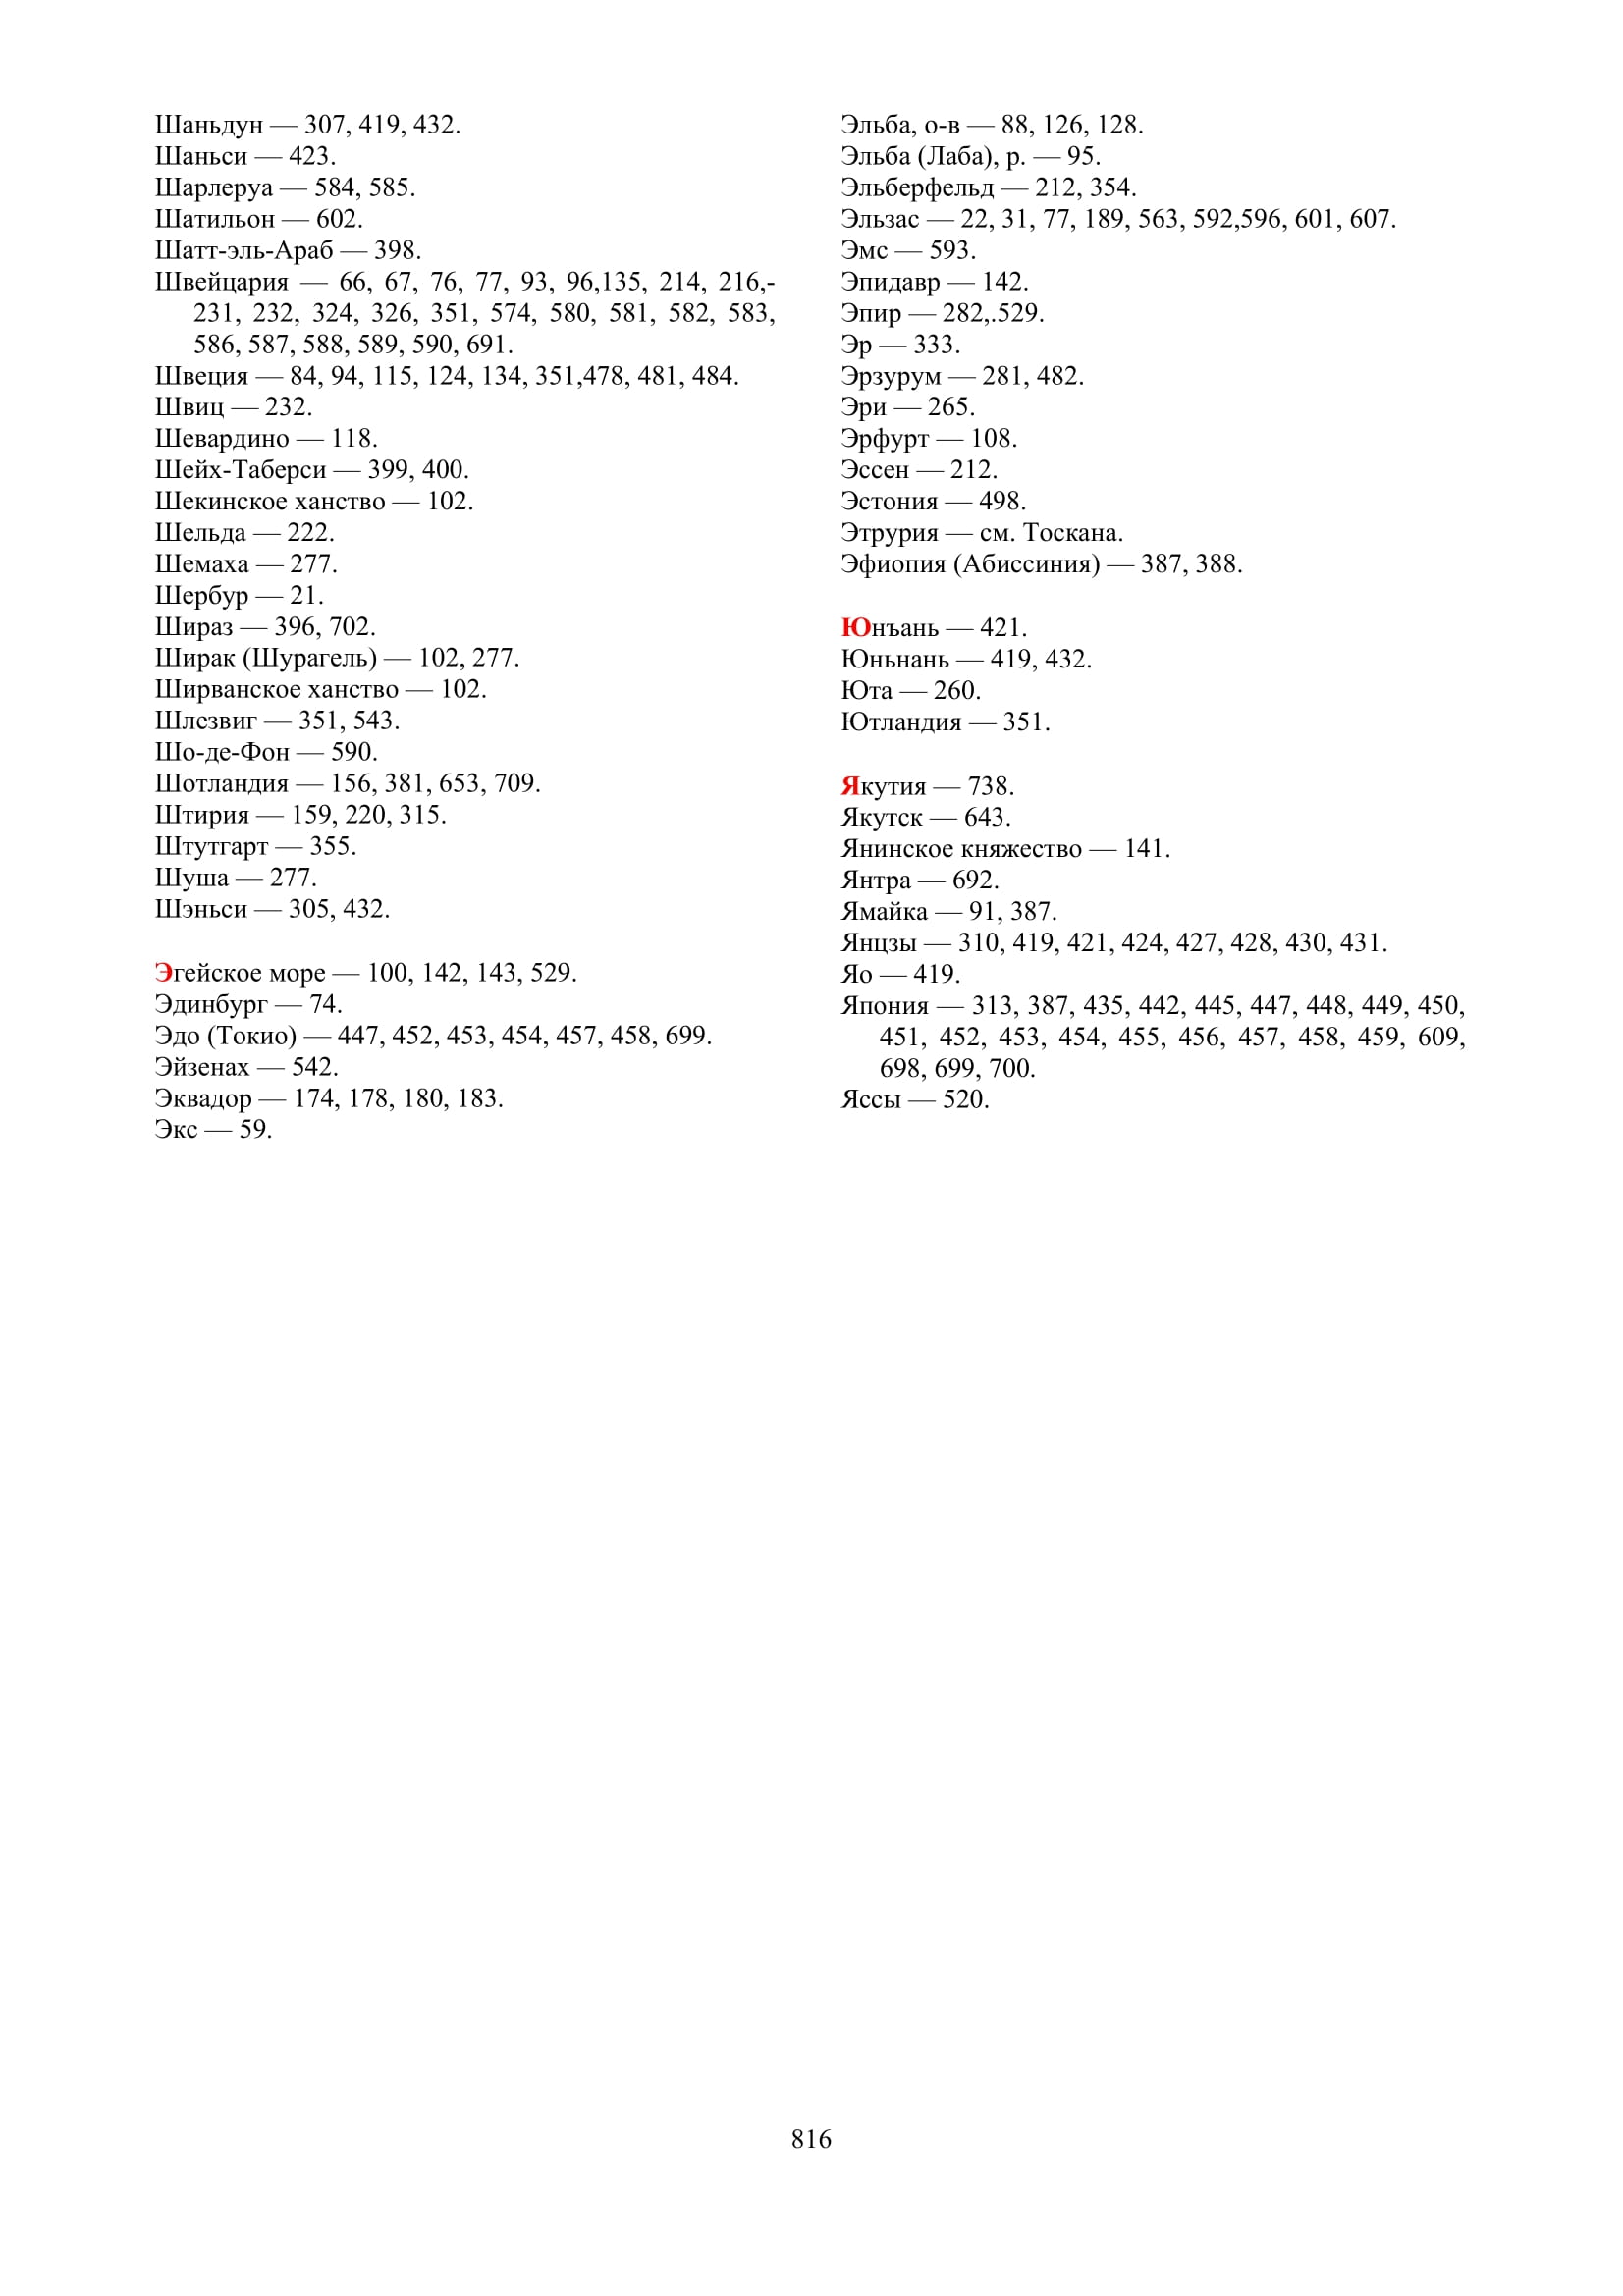 Шаньдун — 307, 419, 432.
Шаньси — 423.
Шарлеруа — 584, 585.
Шатильон — 602.
Шатт-эль-Араб — 398.
Швейцария — 66, 67, 76, 77, 93, 96,135, 214, 216,-
231, 232, 324, 326, 351, 574, 580, 581, 582, 583,
586, 587, 588, 589, 590, 691.
Швеция — 84, 94, 115, 124, 134, 351,478, 481, 484.
Швиц — 232.
Шевардино — 118.
Шейх-Таберси — 399, 400.
Шекинское ханство — 102.
Шельда — 222.
Шемаха — 277.
Шербур — 21.
Шираз — 396, 702.
Ширак (Шурагель) — 102, 277.
Ширванское ханство — 102.
Шлезвиг — 351, 543.
Шо-де-Фон — 590.
Шотландия — 156, 381, 653, 709.
Штирия — 159, 220, 315.
Штутгарт — 355.
Шуша — 277.
Шэньси — 305, 432.
Эгейское море — 100, 142, 143, 529.
Эдинбург — 74.
Эдо (Токио) — 447, 452, 453, 454, 457, 458, 699.
Эйзенах — 542.
Эквадор — 174, 178, 180, 183.
Экс — 59.
Эльба, о-в — 88, 126, 128.
Эльба (Лаба), р. — 95.
Эльберфельд — 212, 354.
Эльзас — 22, 31, 77, 189, 563, 592,596, 601, 607.
Эмс — 593.
Эпидавр — 142.
Эпир — 282,.529.
Эр — 333.
Эрзурум — 281, 482.
Эри — 265.
Эрфурт — 108.
Эссен — 212.
Эстония — 498.
Этрурия — см. Тоскана.
Эфиопия (Абиссиния) — 387, 388.
Юнъань — 421.
Юньнань — 419, 432.
Юта — 260.
Ютландия — 351.
Якутия — 738.
Якутск — 643.
Янинское княжество — 141.
Янтра — 692.
Ямайка — 91, 387.
Янцзы — 310, 419, 421, 424, 427, 428, 430, 431.
Яо — 419.
Япония — 313, 387, 435, 442, 445, 447, 448, 449, 450,
451, 452, 453, 454, 455, 456, 457, 458, 459, 609,
698, 699, 700.
Яссы — 520.
816